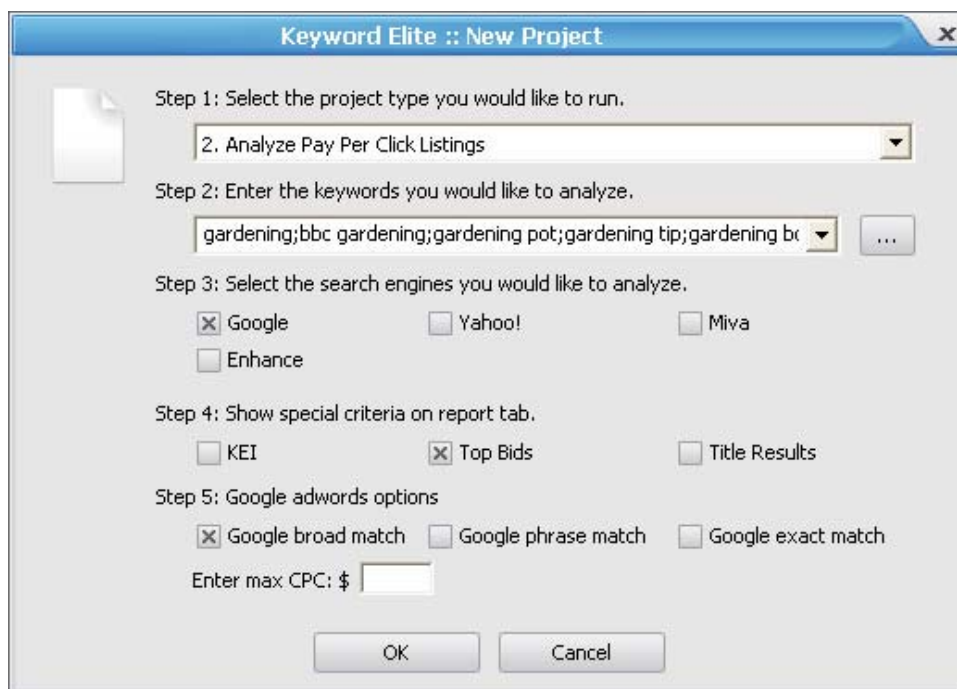 Keyword Elite :: New Project
Step 1: Select the project type you would like to run.
2. Analyze Pay Per Click Listings
Step 2: Enter the keywords you would like to analyze.
gardening;bbc gardening;gardening pot;gardening tip;gardening ...
Step 3: Select the search engines you would like to analyze.
Google Yahoo! Miva
Enhance
Step 4: Show special criteria on report tab.
KEI Top Bids Title Results
Step 5: Google adwords options
Google broad match Google phrase match Google exact match
Enter max CPC: $
OK Cancel